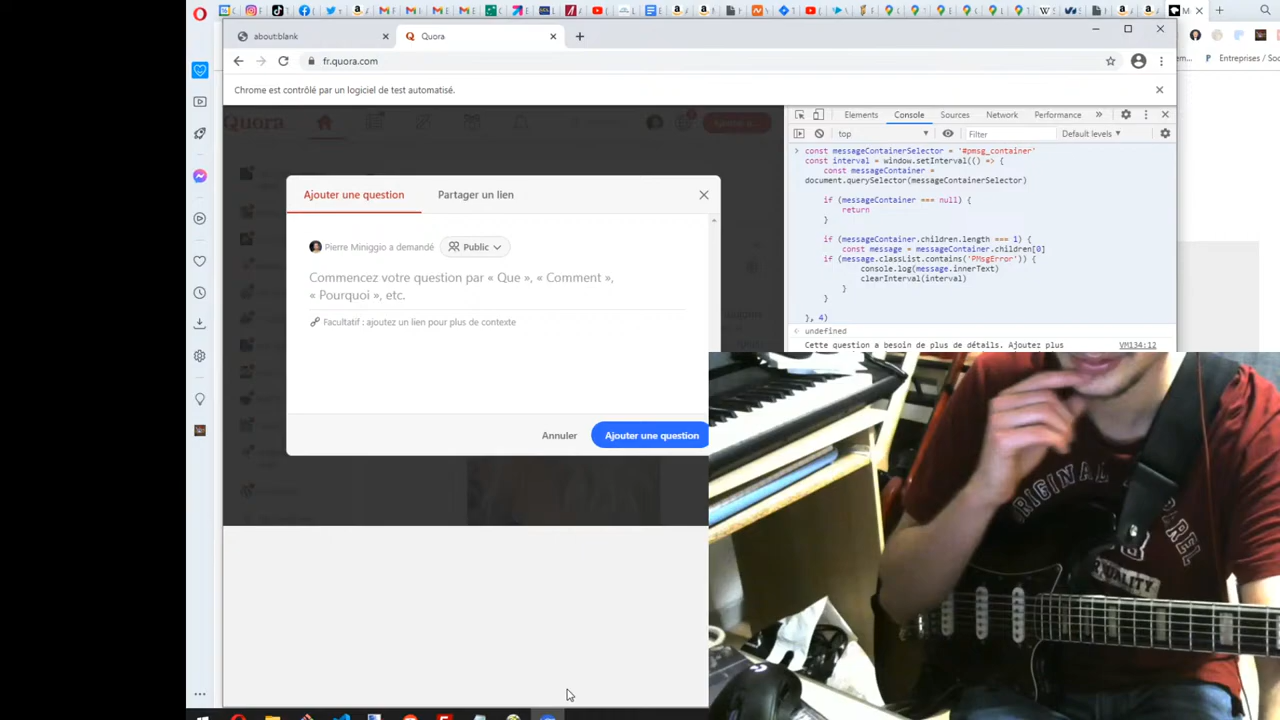 about:blank
Quora
fr.quora.com
Entreprises / Soc
Chrome est contrôlé par un logiciel de test automatisé.
Quora
Elements Console Sources Network Performance
top
Filter
Default levels
Ajouter une question
Partager un lien
Pierre Miniggio a demandé
Public
Commencez votre question par « Que », « Comment »,
« Pourquoi », etc.
Facultatif : ajoutez un lien pour plus de contexte
Annuler
Ajouter une question
const messageContainerSelector = '#pmsg_container'
const interval = window.setInterval(() => {
const messageContainer =
document.querySelector(messageContainerSelector)
if (messageContainer === null) {
return
}
if (messageContainer.children.length === 1) {
const message = messageContainer.children[0]
if (message.classList.contains('PMsgError')) {
console.log(message.innerText)
clearInterval(interval)
}
}
}, 4)
undefined
Cette question a besoin de plus de détails. Ajoutez plus
VM134:12
ORIGINAL
QUALITY